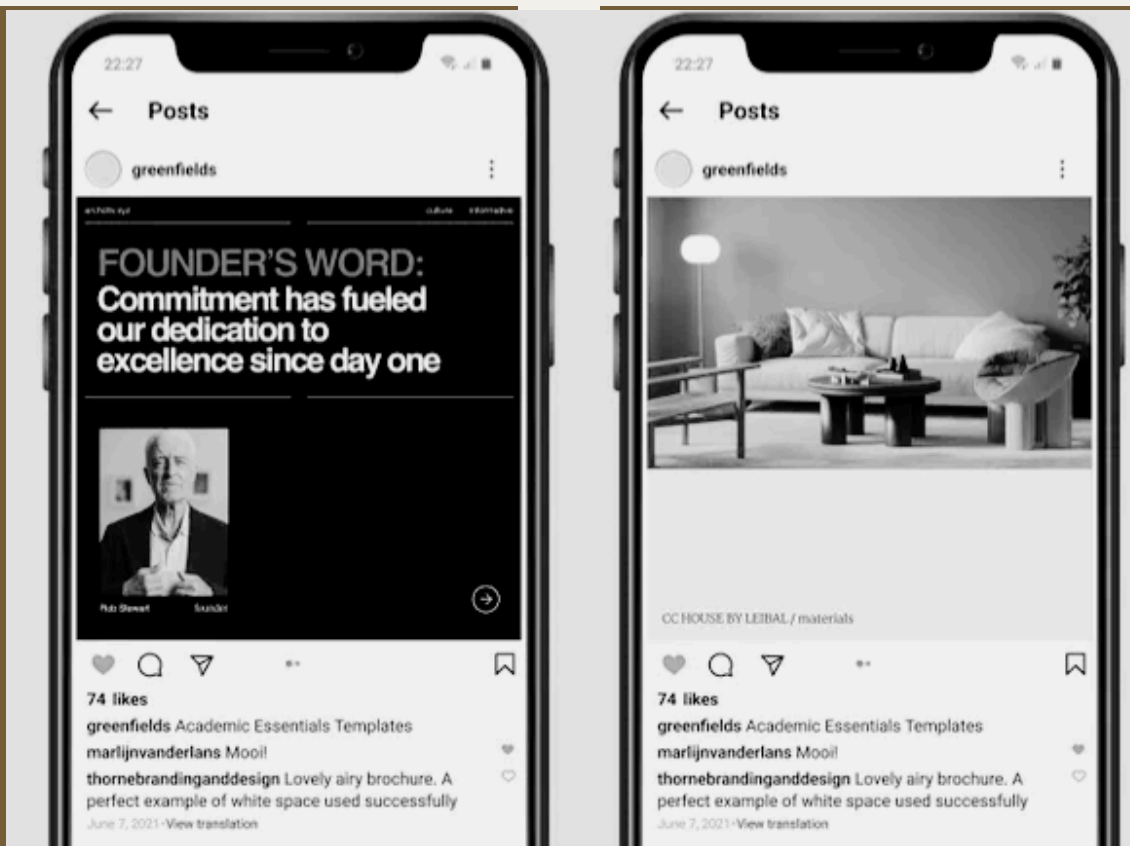 22:27
Posts
greenfields
culture informative
FOUNDER'S WORD:
Commitment has fueled
our dedication to
excellence since day one
Rob Stewart founder
74 likes
greenfields Academic Essentials Templates
marlijnvanderlans Mooi!
thornebrandinganddesign Lovely airy brochure. A
perfect example of white space used successfully
June 7, 2021 · View translation
22:27
Posts
greenfields
CC HOUSE BY LEIBAL / materials
74 likes
greenfields Academic Essentials Templates
marlijnvanderlans Mooi!
thornebrandinganddesign Lovely airy brochure. A
perfect example of white space used successfully
June 7, 2021 · View translation